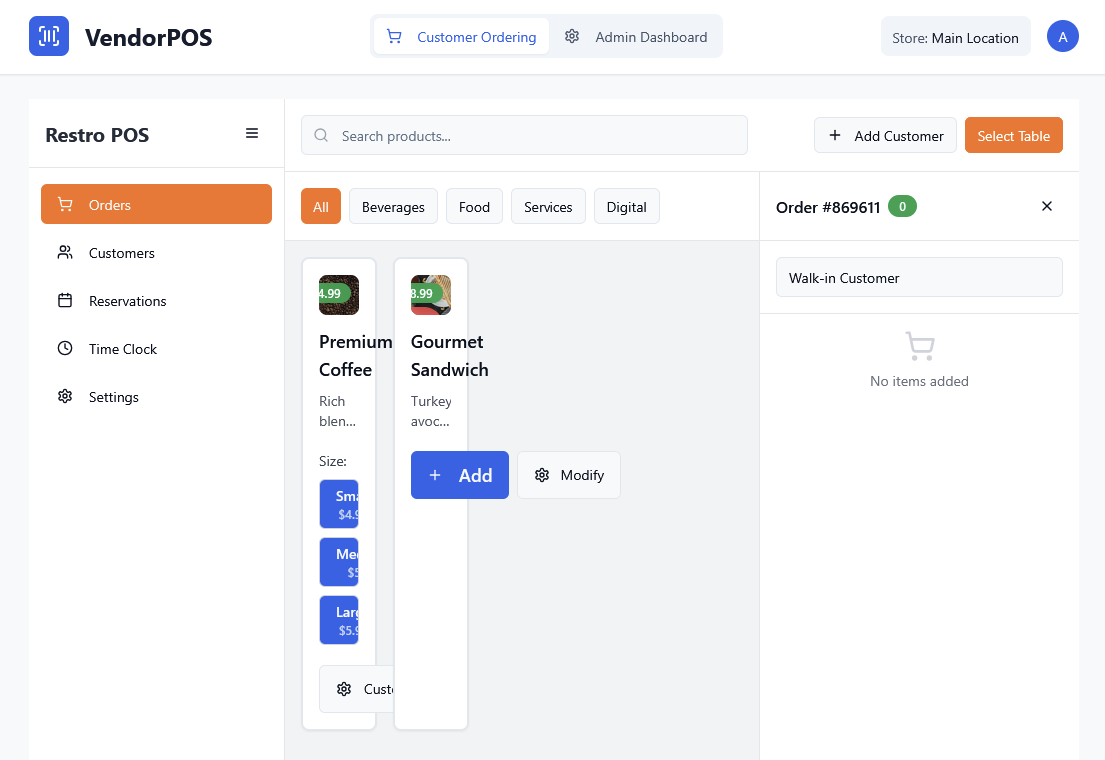 VendorPOS
Customer Ordering
Admin Dashboard
Store: Main Location
A
Restro POS
Search products...
Add Customer
Select Table
Orders
Customers
Reservations
Time Clock
Settings
All
Beverages
Food
Services
Digital
Order #869611
0
Walk-in Customer
No items added
4.99
Premium
Coffee
Rich
blen...
Size:
Sma
$4.9
Med
$5
Larg
$5.9
Custo
8.99
Gourmet
Sandwich
Turkey
avoc...
Add
Modify